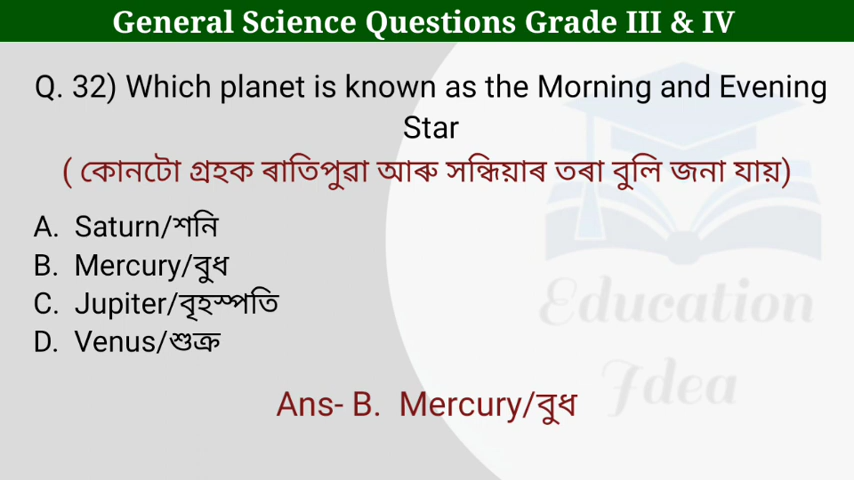 General Science Questions Grade III & IV
Q. 32) Which planet is known as the Morning and Evening
Star
( কোনটো গ্ৰহক ৰাতিপুৱা আৰু সন্ধিয়াৰ তৰা বুলি জনা যায়)
A. Saturn/শনি
B. Mercury/বুধ
C. Jupiter/বৃহস্পতি
D. Venus/শুক্ৰ
Ans- B. Mercury/বুধ
Education
Idea